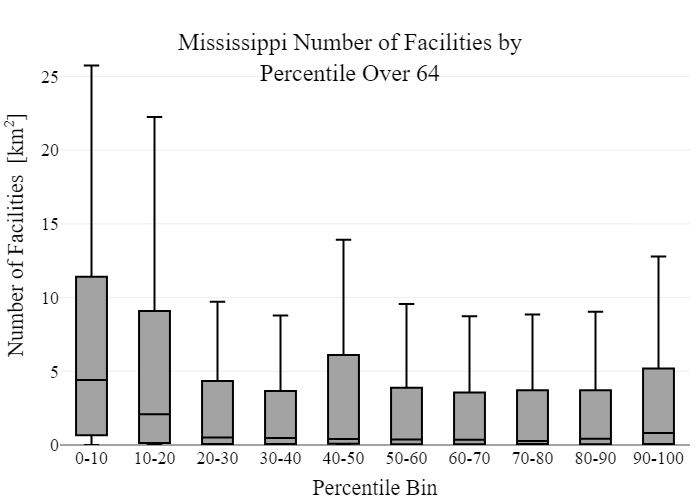 Mississippi Number of Facilities by
Percentile Over 64
Number of Facilities [km²]
25
20
15
10
5
0
0-10 10-20 20-30 30-40 40-50 50-60 60-70 70-80 80-90 90-100
Percentile Bin